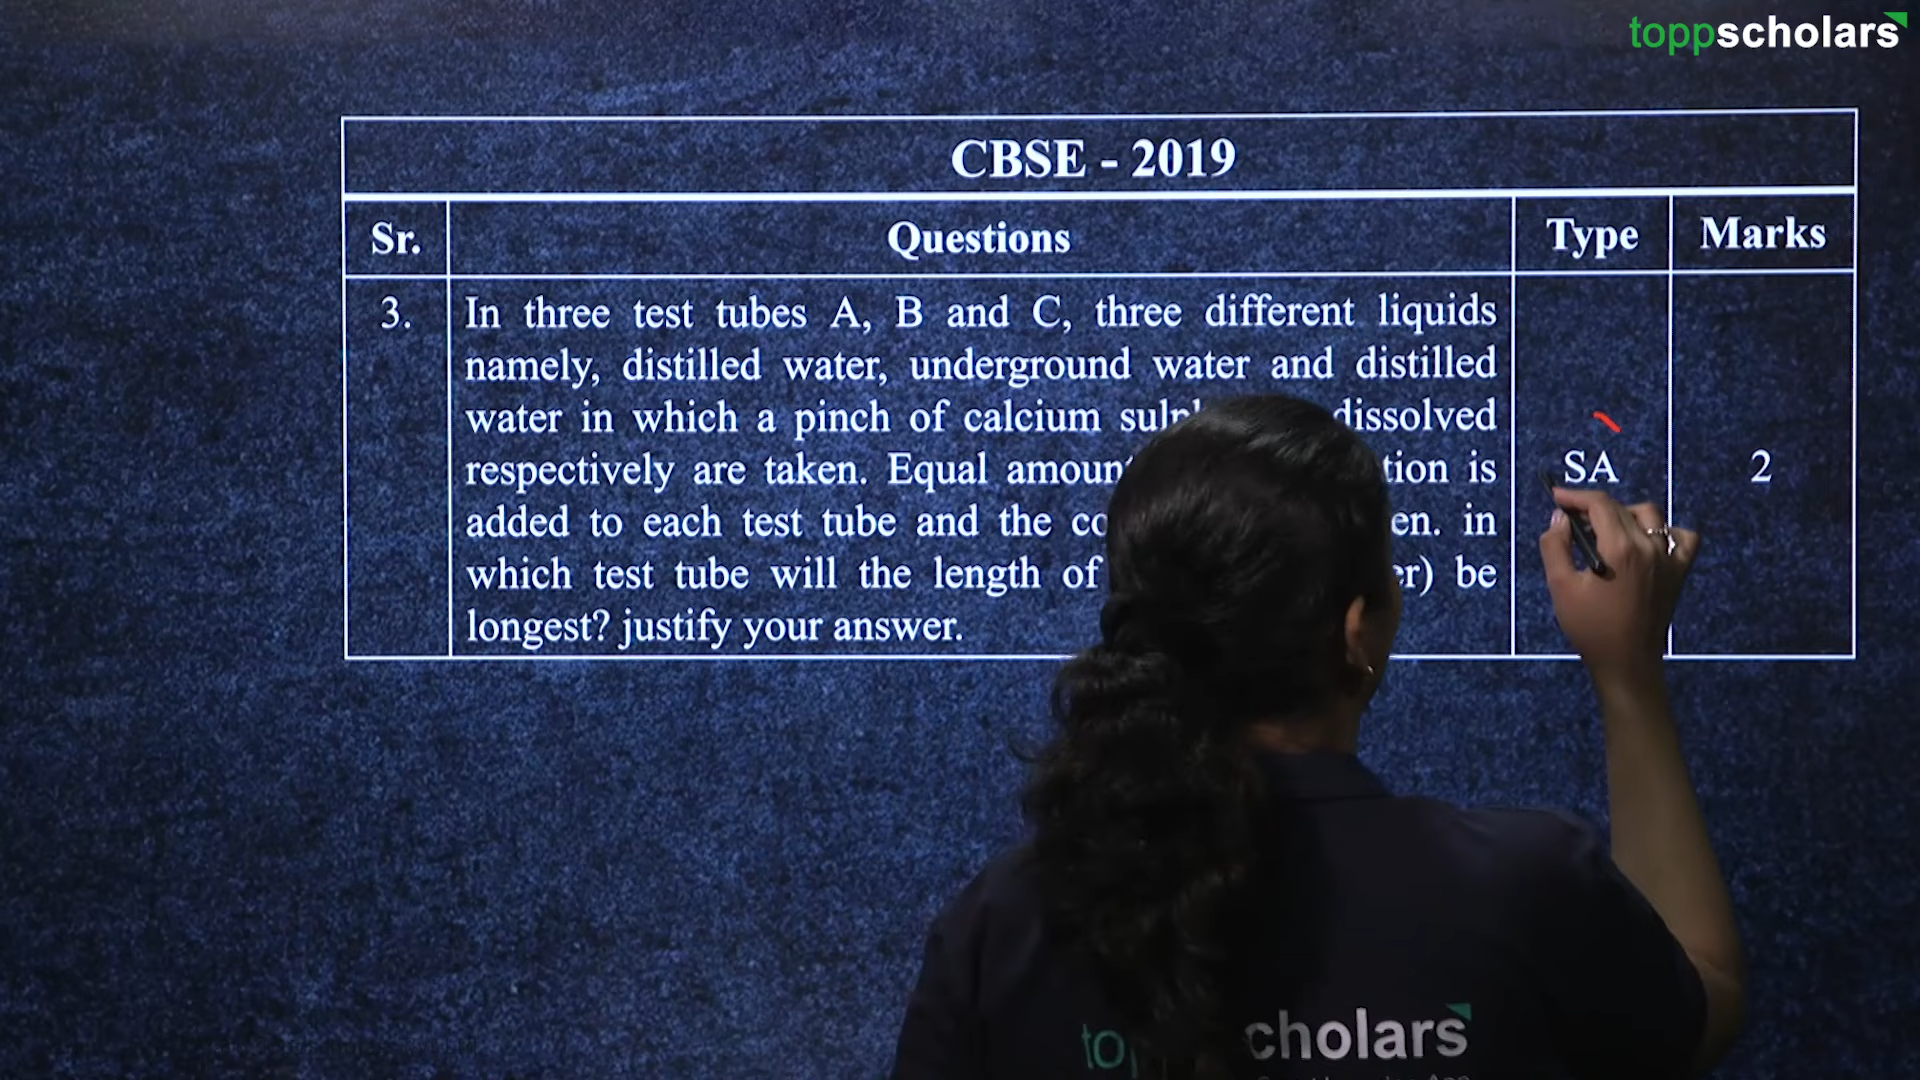 toppscholars
CBSE - 2019
Sr. Questions Type Marks
3. In three test tubes A, B and C, three different liquids
namely, distilled water, underground water and distilled
water in which a pinch of calcium dissolved
respectively are taken. Equal is SA 2
added to each test tube and the in
which test tube will the length of be
longest? justify your answer.
cholars